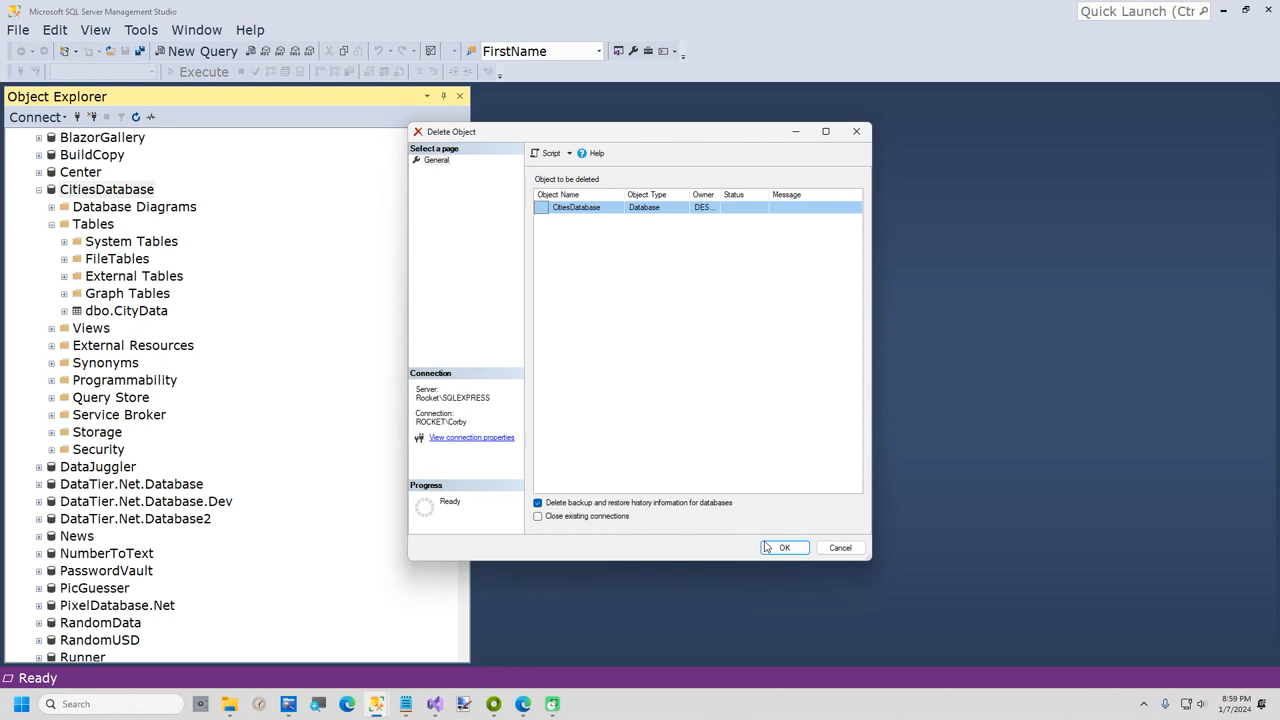 Microsoft SQL Server Management Studio
Quick Launch (Ctr
File Edit View Tools Window Help
New Query
FirstName
Execute
Object Explorer
Connect
BlazorGallery
BuildCopy
Center
CitiesDatabase
Database Diagrams
Tables
System Tables
FileTables
External Tables
Graph Tables
dbo.CityData
Views
External Resources
Synonyms
Programmability
Query Store
Service Broker
Storage
Security
DataJuggler
DataTier.Net.Database
DataTier.Net.Database.Dev
DataTier.Net.Database2
News
NumberToText
PasswordVault
PicGuesser
PixelDatabase.Net
RandomData
RandomUSD
Runner
Delete Object
Select a page
General
Script Help
Object to be deleted
Object Name Object Type Owner Status Message
CitiesDatabase Database DES...
Connection
Server:
Rocket\SQLEXPRESS
Connection:
ROCKET\Corby
View connection properties
Progress
Ready
Delete backup and restore history information for databases
Close existing connections
OK Cancel
Ready
Search
8:59 PM
1/7/2024